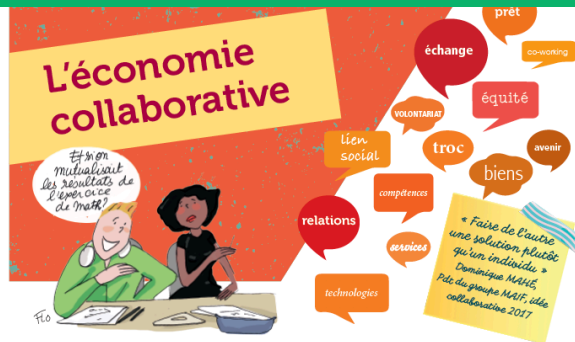 L'économie
collaborative
Et si on
mutualisait
les résultats de
l'exercice
de math?
Flo
prêt
échange
co-working
équité
VOLONTARIAT
lien
social
troc
avenir
biens
compétences
relations
services
technologies
« Faire de l'autre
une solution plutôt
qu'un individu »
Dominique MAHÉ,
Pdt du groupe MAIF, idée
collaborative 2017